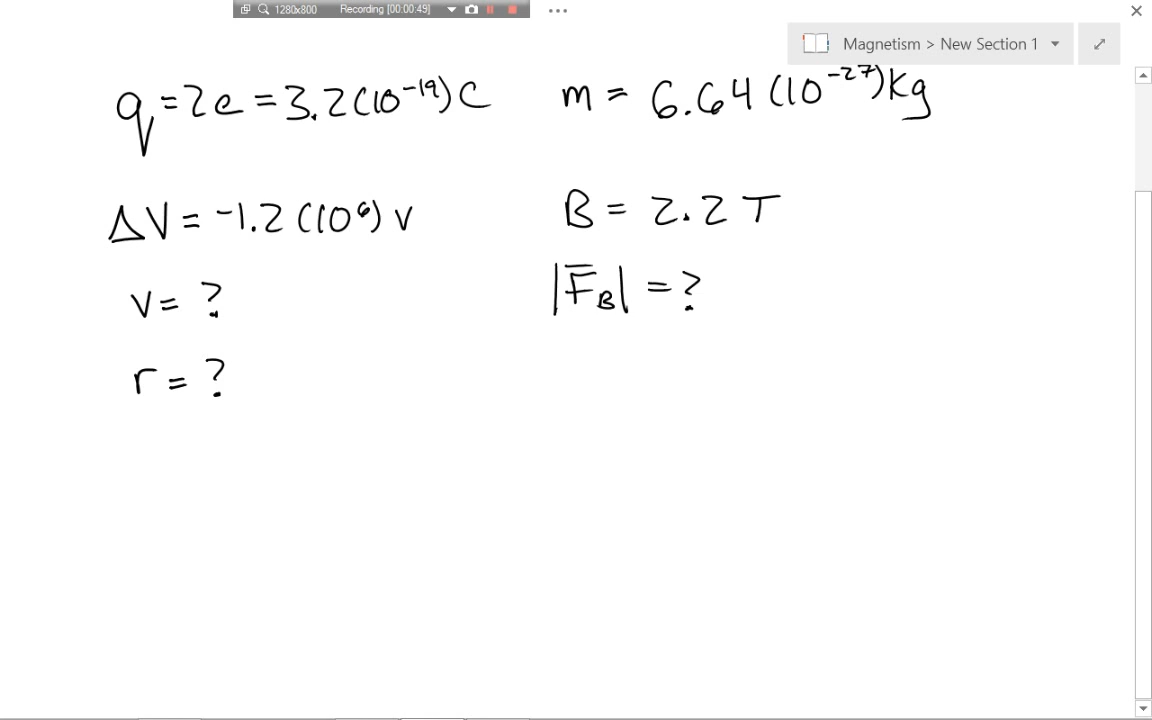 1280x800 Recording [00:00:49]
Magnetism > New Section 1
q = 2e = 3.2(10⁻¹⁹) C m = 6.64(10⁻²⁷) kg
ΔV = -1.2(10⁶) V B = 2.2 T
v = ? |F̅_B| = ?
r = ?